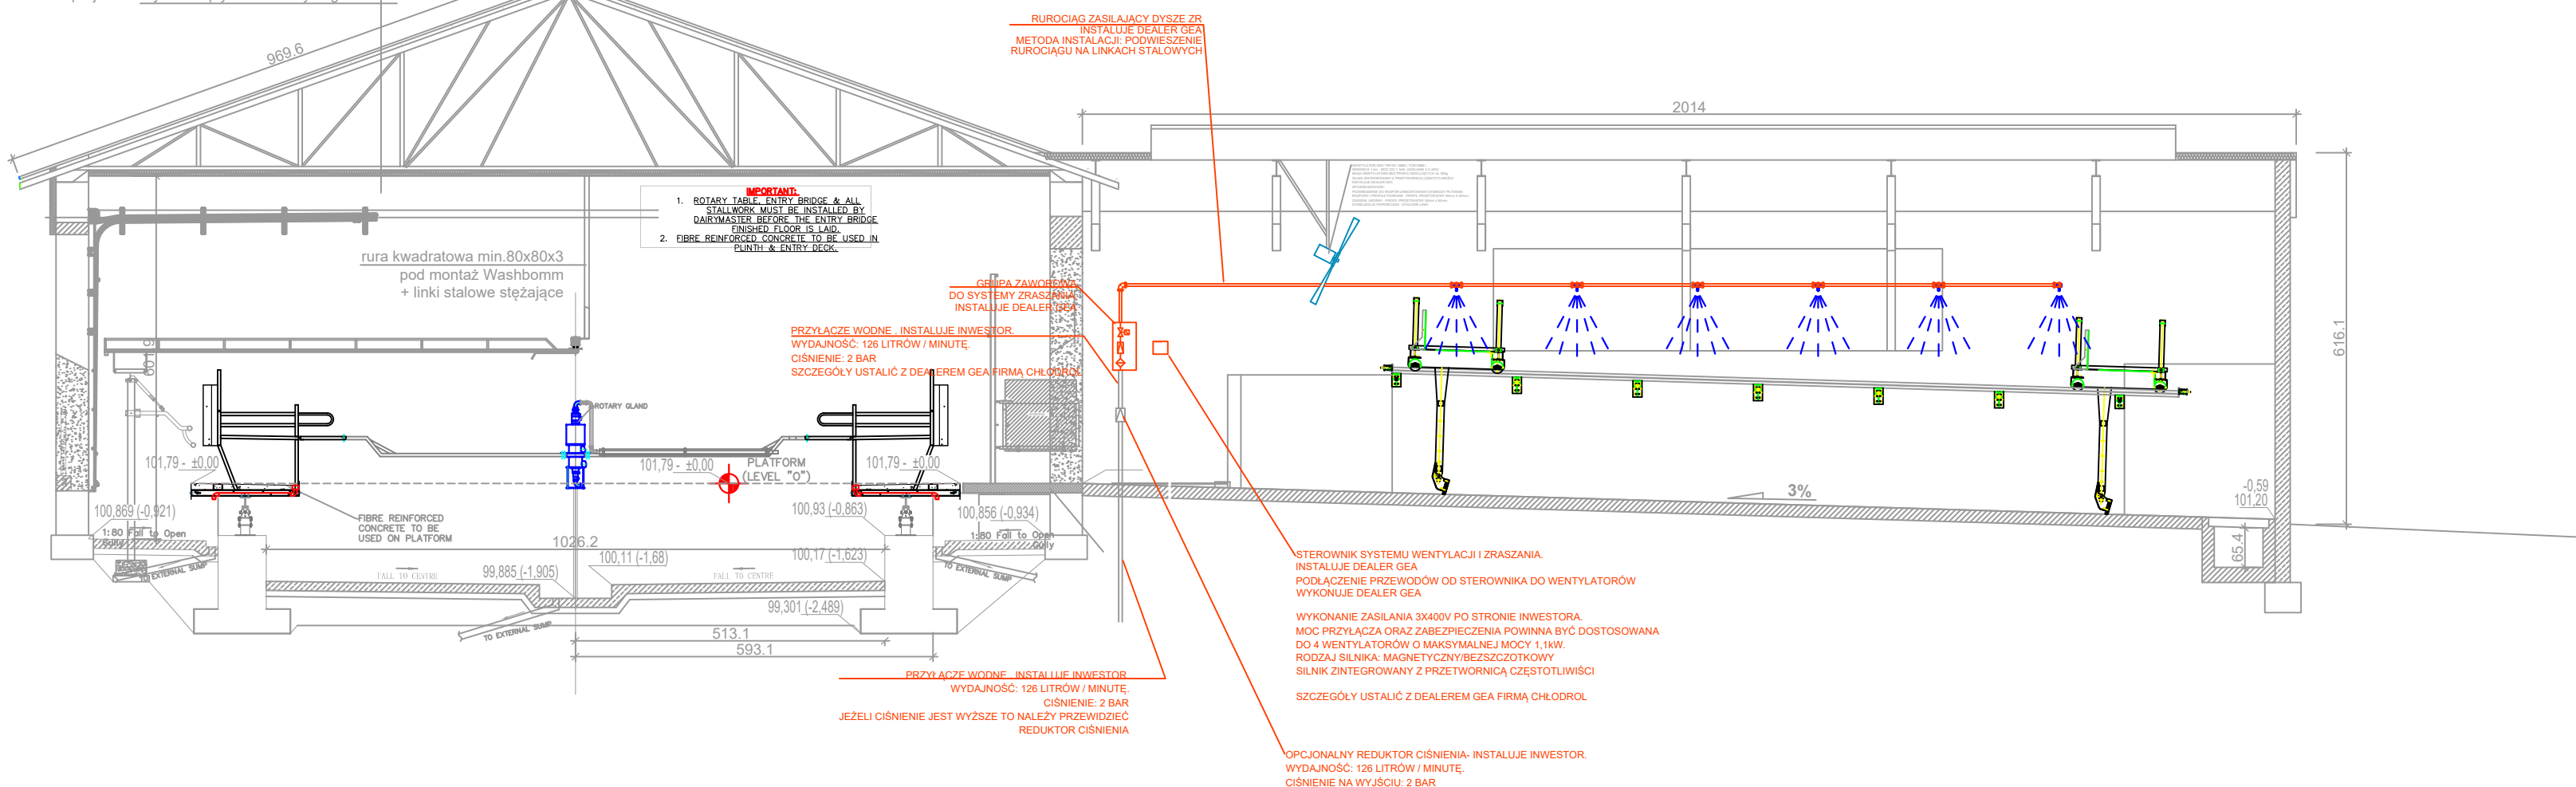 969.6
RUROCIĄG ZASILAJĄCY DYSZE ZR
INSTALUJE DEALER GEA
METODA INSTALACJI: PODWIESZENIE
RUROCIĄGU NA LINKACH STALOWYCH
2014
IMPORTANT:
1. ROTARY TABLE, ENTRY BRIDGE & ALL
STALLWORK MUST BE INSTALLED BY
DAIRYMASTER BEFORE THE ENTRY BRIDGE
FINISHED FLOOR IS LAID.
2. FIBRE REINFORCED CONCRETE TO BE USED IN
PLINTH & ENTRY DECK.
rura kwadratowa min.80x80x3
pod montaż Washbomm
+ linki stalowe stężające
GRUPA ZAWOROWA
DO SYSTEMY ZRASZANIA
INSTALUJE DEALER GEA
PRZYŁĄCZE WODNE . INSTALUJE INWESTOR.
WYDAJNOŚĆ: 126 LITRÓW / MINUTĘ.
CIŚNIENIE: 2 BAR
SZCZEGÓŁY USTALIĆ Z DEALEREM GEA FIRMĄ CHŁODROL
616.1
601.9
ROTARY GLAND
101,79 - ±0,00
101,79 - ±0,00
PLATFORM
(LEVEL "O")
101,79 - ±0,00
3%
-0,59
101,20
100,869 (-0,921)
1:80 Fall to Open
Gully
FIBRE REINFORCED
CONCRETE TO BE
USED ON PLATFORM
100,93 (-0,863)
100,856 (-0,934)
1:80 Fall to Open
Gully
1026.2
100,11 (-1,68)
100,17 (-1,623)
65.4
TO EXTERNAL SUMP
FALL TO CENTRE
99,885 (-1,905)
FALL TO CENTRE
TO EXTERNAL SUMP
99,301 (-2,489)
TO EXTERNAL SUMP
513.1
593.1
STEROWNIK SYSTEMU WENTYLACJI I ZRASZANIA.
INSTALUJE DEALER GEA
PODŁĄCZENIE PRZEWODÓW OD STEROWNIKA DO WENTYLATORÓW
WYKONUJE DEALER GEA
WYKONANIE ZASILANIA 3X400V PO STRONIE INWESTORA.
MOC PRZYŁĄCZA ORAZ ZABEZPIECZENIA POWINNA BYĆ DOSTOSOWANA
DO 4 WENTYLATORÓW O MAKSYMALNEJ MOCY 1,1kW.
RODZAJ SILNIKA: MAGNETYCZNY/BEZSZCZOTKOWY
SILNIK ZINTEGROWANY Z PRZETWORNICĄ CZĘSTOTLIWIŚCI
SZCZEGÓŁY USTALIĆ Z DEALEREM GEA FIRMĄ CHŁODROL
PRZYŁĄCZE WODNE . INSTALUJE INWESTOR.
WYDAJNOŚĆ: 126 LITRÓW / MINUTĘ.
CIŚNIENIE: 2 BAR
JEŻELI CIŚNIENIE JEST WYŻSZE TO NALEŻY PRZEWIDZIEĆ
REDUKTOR CIŚNIENIA
OPCJONALNY REDUKTOR CIŚNIENIA- INSTALUJE INWESTOR.
WYDAJNOŚĆ: 126 LITRÓW / MINUTĘ.
CIŚNIENIE NA WYJŚCIU: 2 BAR